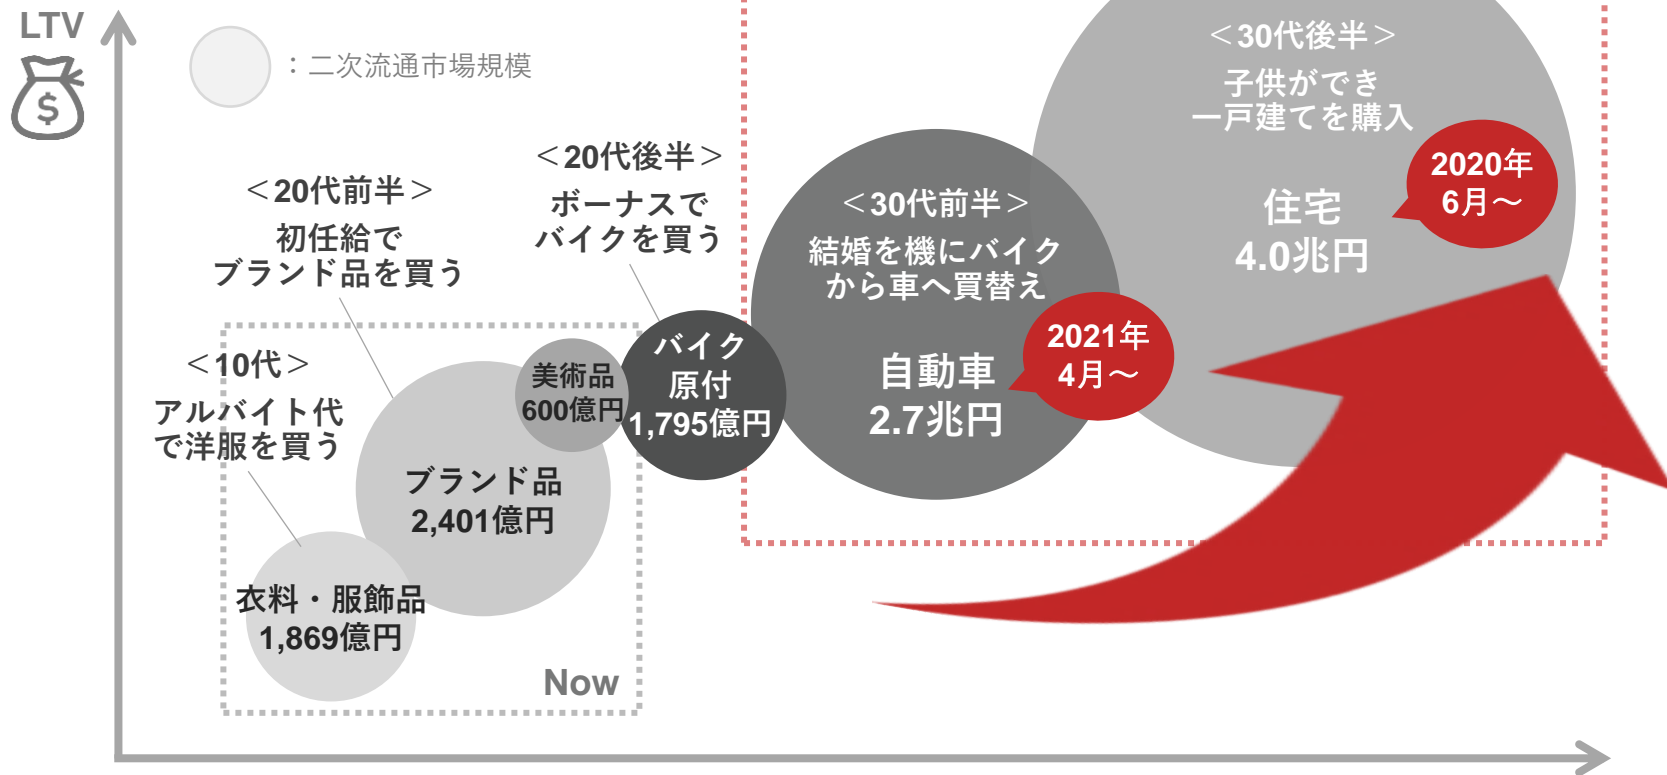 LTV
$
：二次流通市場規模
＜10代＞
アルバイト代
で洋服を買う
＜20代前半＞
初任給で
ブランド品を買う
＜20代後半＞
ボーナスで
バイクを買う
＜30代前半＞
結婚を機にバイク
から車へ買替え
＜30代後半＞
子供ができ
一戸建てを購入
衣料・服飾品
1,869億円
ブランド品
2,401億円
美術品
600億円
バイク
原付
1,795億円
自動車
2.7兆円
2021年
4月～
住宅
4.0兆円
2020年
6月～
Now